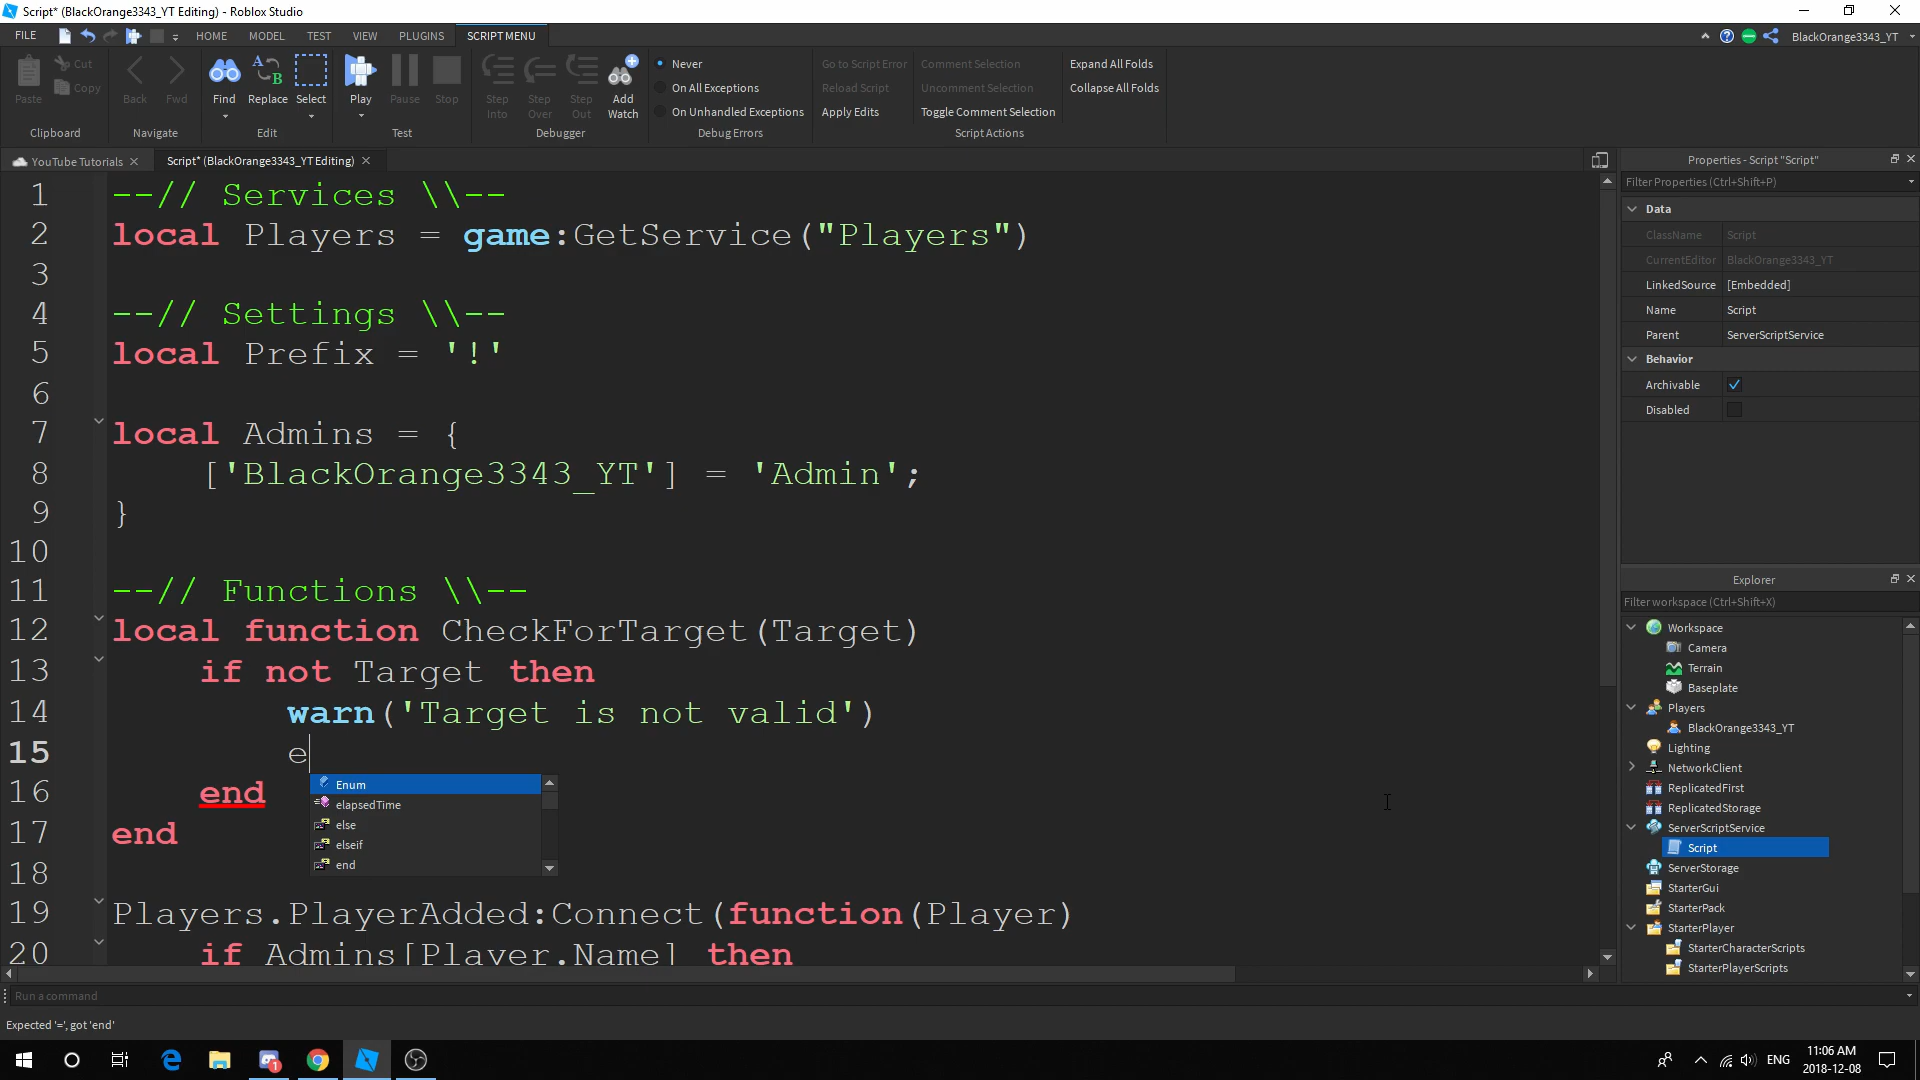 Script* (BlackOrange3343_YT Editing) - Roblox Studio
FILE HOME MODEL TEST VIEW PLUGINS SCRIPT MENU BlackOrange3343_YT
Paste Cut Copy
Clipboard
Back Fwd
Navigate
Find Replace Select
Edit
Play Pause Stop
Test
Step Into Step Over Step Out Add Watch
Debugger
Never
On All Exceptions
On Unhandled Exceptions
Debug Errors
Go to Script Error
Reload Script
Apply Edits
Comment Selection
Uncomment Selection
Toggle Comment Selection
Script Actions
Expand All Folds
Collapse All Folds
YouTube Tutorials
Script* (BlackOrange3343_YT Editing)
1 --// Services \\--
2 local Players = game:GetService("Players")
3
4 --// Settings \\--
5 local Prefix = '!'
6
7 local Admins = {
8 ['BlackOrange3343_YT'] = 'Admin';
9 }
10
11 --// Functions \\--
12 local function CheckForTarget(Target)
13 if not Target then
14 warn('Target is not valid')
15 e
16 end
17 end
18
19 Players.PlayerAdded:Connect(function(Player)
20 if Admins[Player.Name] then
Enum
elapsedTime
else
elseif
end
Properties - Script "Script"
Filter Properties (Ctrl+Shift+P)
Data
ClassName Script
CurrentEditor BlackOrange3343_YT
LinkedSource [Embedded]
Name Script
Parent ServerScriptService
Behavior
Archivable
Disabled
Explorer
Filter workspace (Ctrl+Shift+X)
Workspace
Camera
Terrain
Baseplate
Players
BlackOrange3343_YT
Lighting
NetworkClient
ReplicatedFirst
ReplicatedStorage
ServerScriptService
Script
ServerStorage
StarterGui
StarterPack
StarterPlayer
StarterCharacterScripts
StarterPlayerScripts
Run a command
Expected '=', got 'end'
1
ENG
11:06 AM
2018-12-08